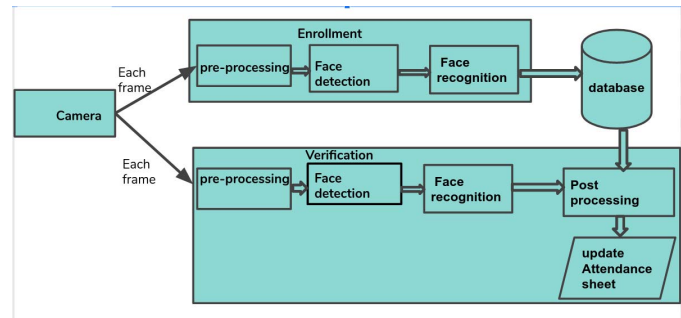 Enrollment
pre-processing
Face
detection
Face
recognition
database
Each
frame
Camera
Each
frame
Verification
pre-processing
Face
detection
Face
recognition
Post
processing
update
Attendance
sheet